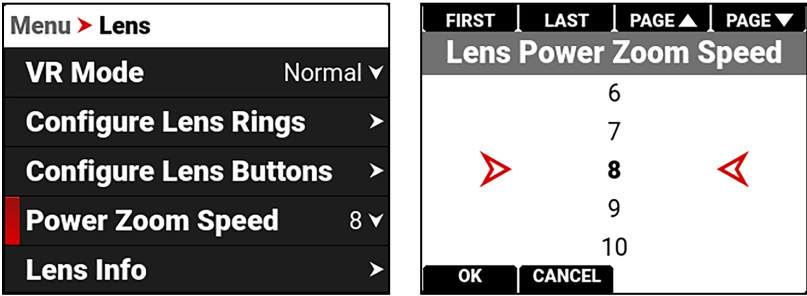 Menu > Lens
VR Mode Normal
Configure Lens Rings
Configure Lens Buttons
Power Zoom Speed 8
Lens Info
FIRST LAST PAGE▲ PAGE▼
Lens Power Zoom Speed
6
7
8
9
10
OK CANCEL